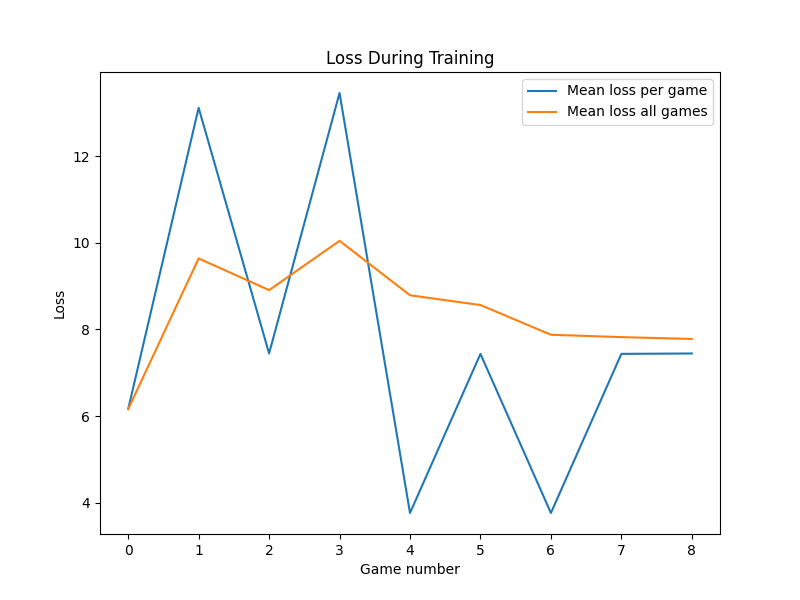 Loss During Training
Mean loss per game
Mean loss all games
12
10
8
6
4
Loss
0 1 2 3 4 5 6 7 8
Game number